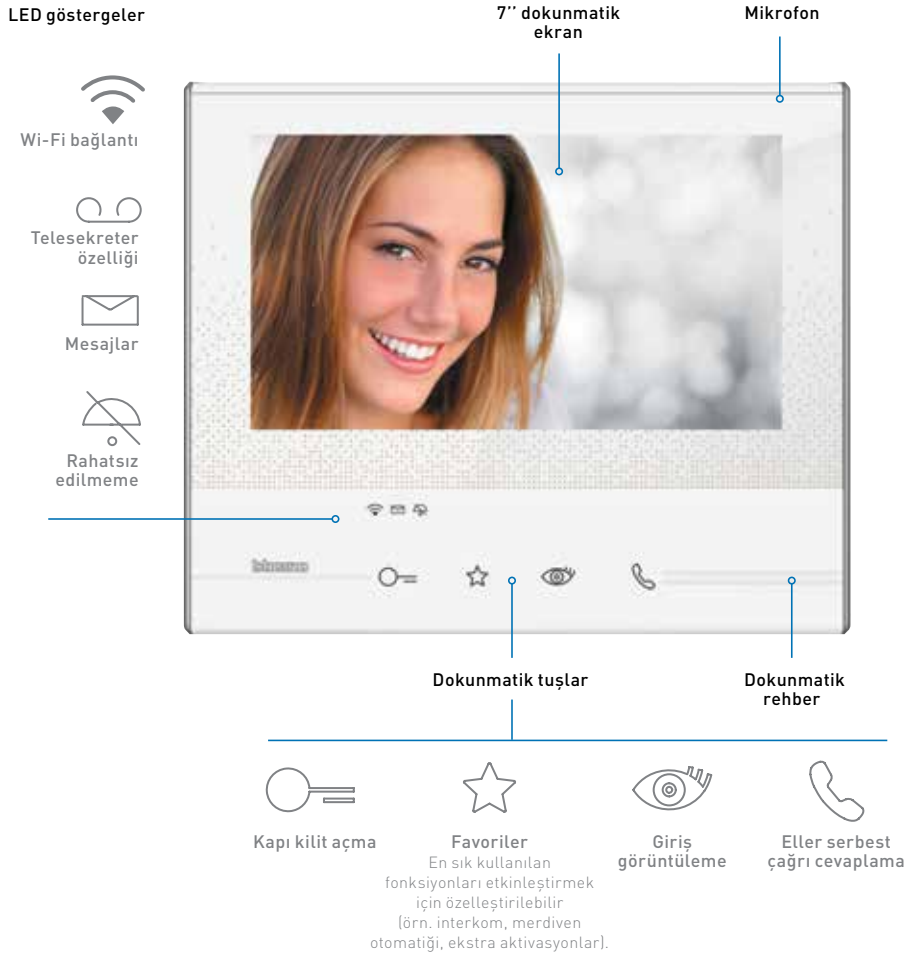 LED göstergeler
7’’ dokunmatik
ekran
Mikrofon
Wi-Fi bağlantı
Telesekreter
özelliği
Mesajlar
Rahatsız
edilmeme
bticino
Dokunmatik tuşlar
Dokunmatik
rehber
Kapı kilit açma
Favoriler
En sık kullanılan
fonksiyonları etkinleştirmek
için özelleştirilebilir
(örn. interkom, merdiven
otomatiği, ekstra aktivasyonlar).
Giriş
görüntüleme
Eller serbest
çağrı cevaplama